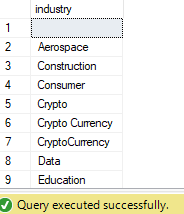 industry
1
2 Aerospace
3 Construction
4 Consumer
5 Crypto
6 Crypto Currency
7 CryptoCurrency
8 Data
9 Education
Query executed successfully.